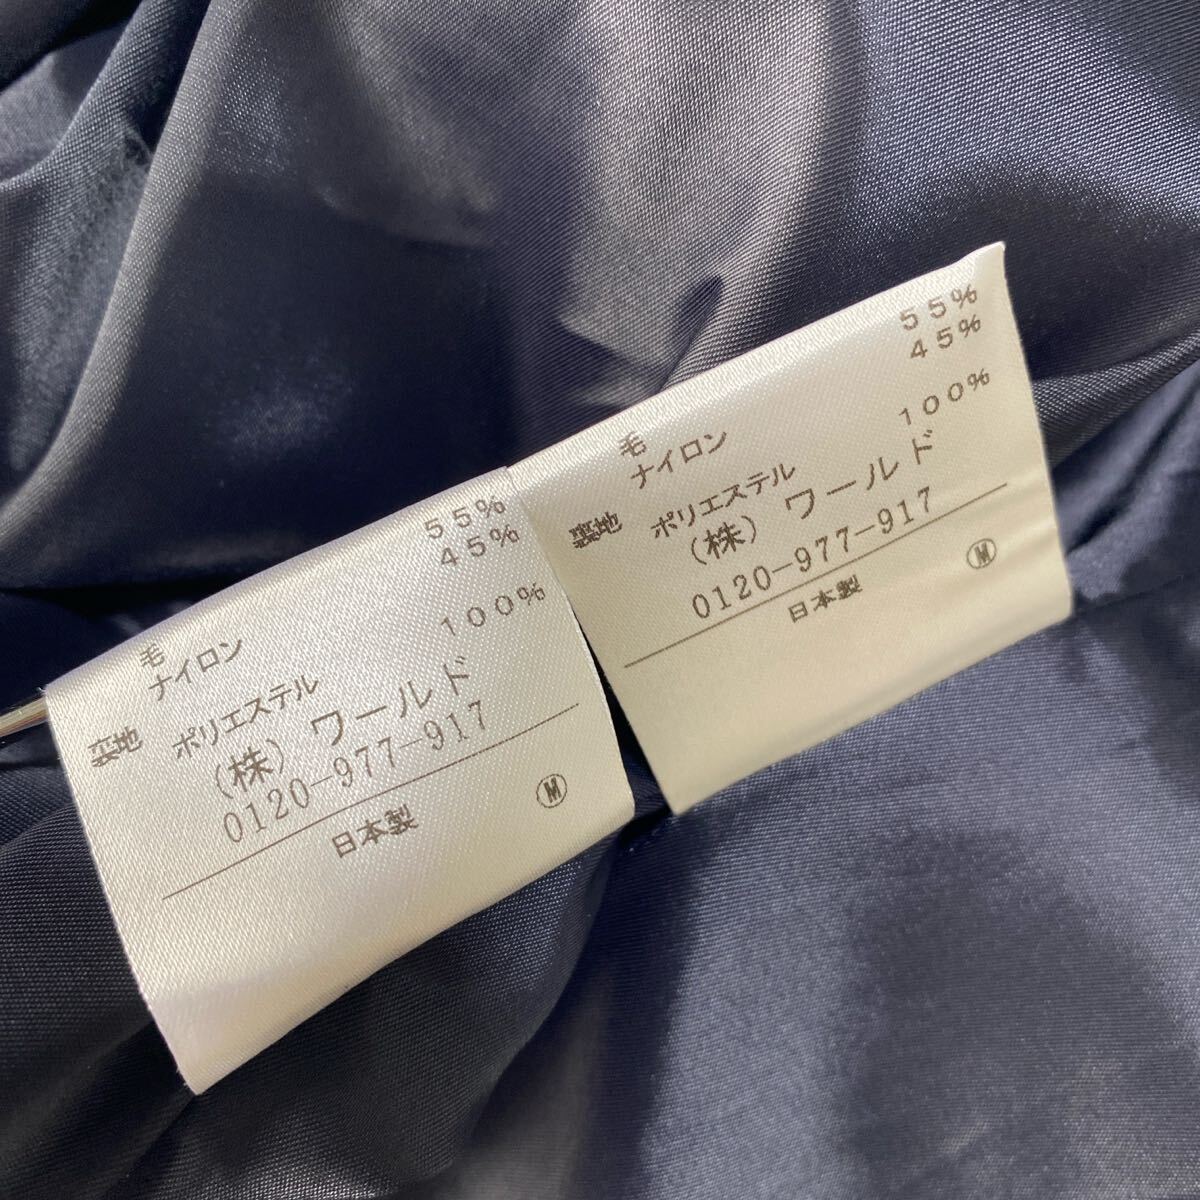 毛 55%
ナイロン 45%
裏地 ポリエステル 100%
(株) ワールド
0120-977-917
Ⓜ
日本製
毛 55%
ナイロン 45%
裏地 ポリエステル 100%
(株) ワールド
0120-977-917
Ⓜ
日本製